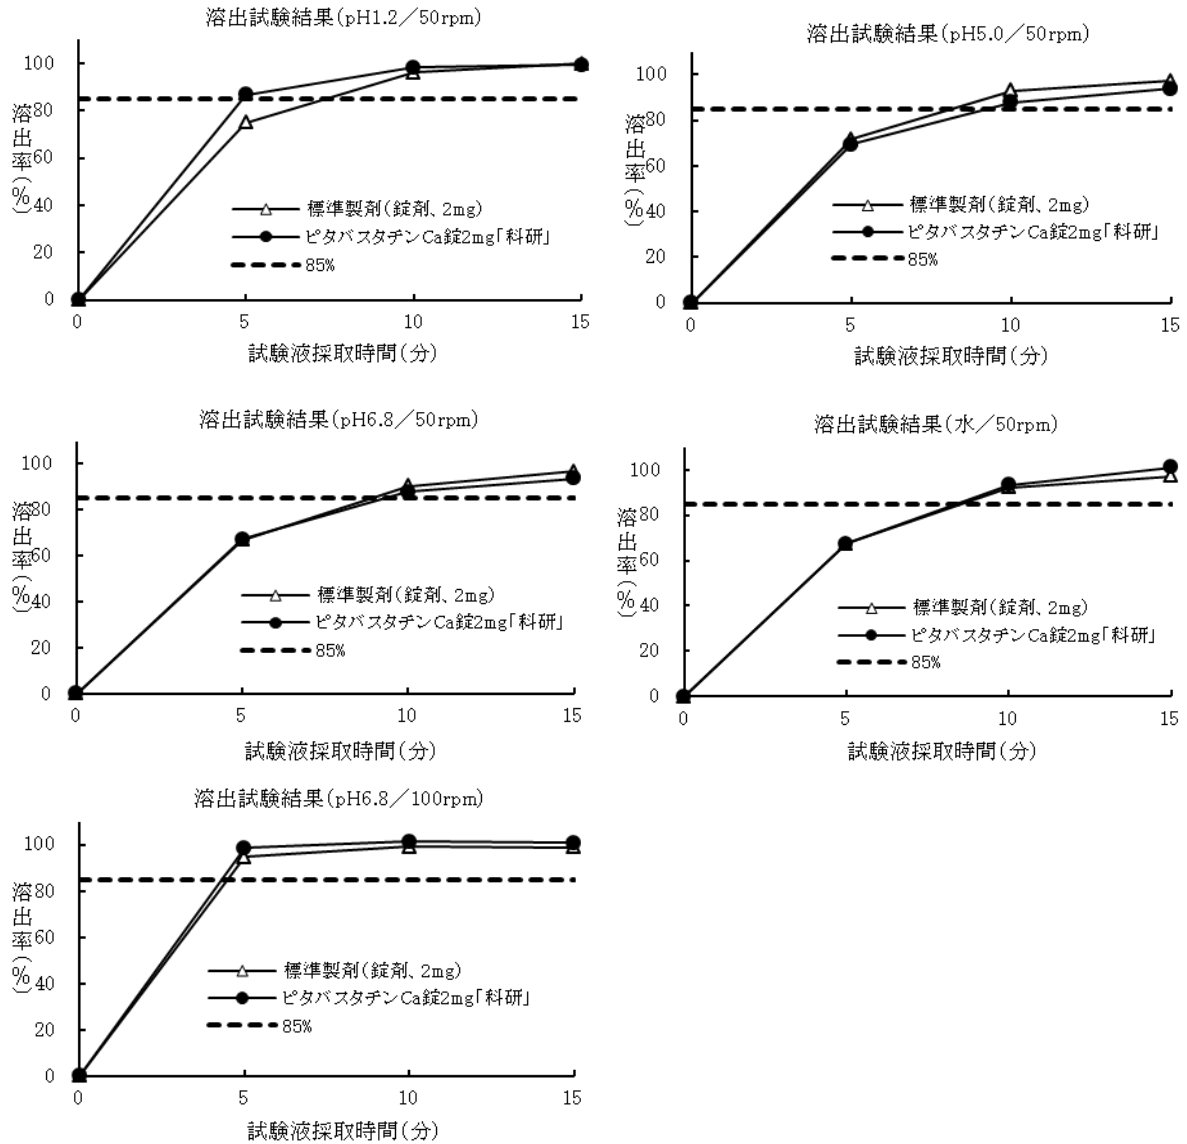 溶出試験結果(pH1.2／50rpm)
100
80
60
40
20
0
溶出率(%)
標準製剤(錠剤、2mg)
ピタバスタチンCa錠2mg「科研」
85%
0 5 10 15
試験液採取時間(分)
溶出試験結果(pH5.0／50rpm)
100
80
60
40
20
0
溶出率(%)
標準製剤(錠剤、2mg)
ピタバスタチンCa錠2mg「科研」
85%
0 5 10 15
試験液採取時間(分)
溶出試験結果(pH6.8／50rpm)
100
80
60
40
20
0
溶出率(%)
標準製剤(錠剤、2mg)
ピタバスタチンCa錠2mg「科研」
85%
0 5 10 15
試験液採取時間(分)
溶出試験結果(水／50rpm)
100
80
60
40
20
0
溶出率(%)
標準製剤(錠剤、2mg)
ピタバスタチンCa錠2mg「科研」
85%
0 5 10 15
試験液採取時間(分)
溶出試験結果(pH6.8／100rpm)
100
80
60
40
20
0
溶出率(%)
標準製剤(錠剤、2mg)
ピタバスタチンCa錠2mg「科研」
85%
0 5 10 15
試験液採取時間(分)